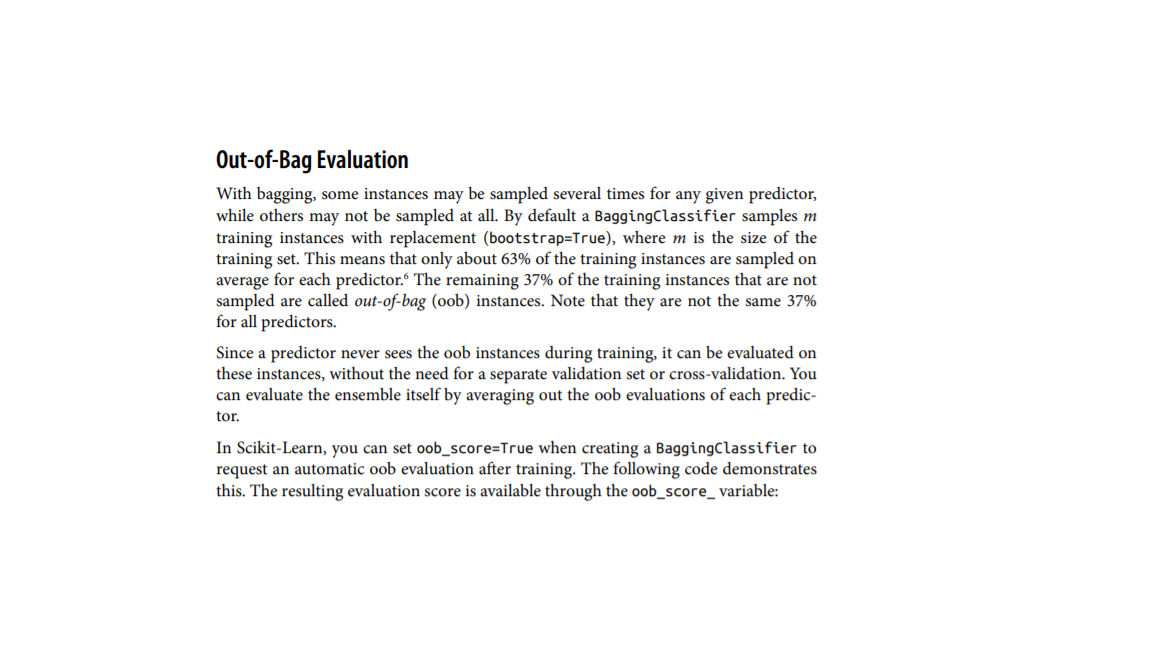 Out-of-Bag Evaluation
With bagging, some instances may be sampled several times for any given predictor,
while others may not be sampled at all. By default a BaggingClassifier samples m
training instances with replacement (bootstrap=True), where m is the size of the
training set. This means that only about 63% of the training instances are sampled on
average for each predictor.⁶ The remaining 37% of the training instances that are not
sampled are called out-of-bag (oob) instances. Note that they are not the same 37%
for all predictors.
Since a predictor never sees the oob instances during training, it can be evaluated on
these instances, without the need for a separate validation set or cross-validation. You
can evaluate the ensemble itself by averaging out the oob evaluations of each predic-
tor.
In Scikit-Learn, you can set oob_score=True when creating a BaggingClassifier to
request an automatic oob evaluation after training. The following code demonstrates
this. The resulting evaluation score is available through the oob_score_ variable: